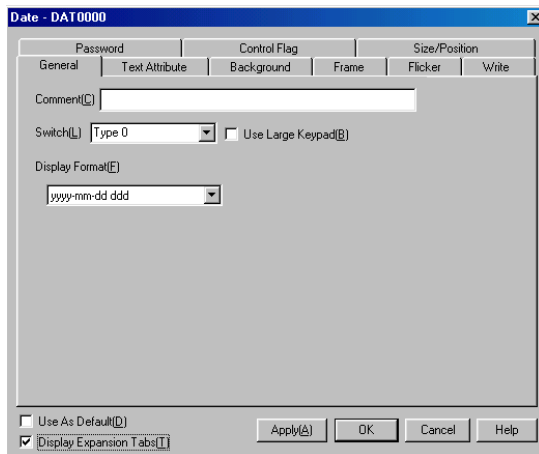 Date - DAT0000
Password Control Flag Size/Position
General Text Attribute Background Frame Flicker Write
Comment(C)
Switch(L) Type 0 Use Large Keypad(B)
Display Format(F)
yyyy-mm-dd ddd
Use As Default(D)
Display Expansion Tabs(T)
Apply(A) OK Cancel Help